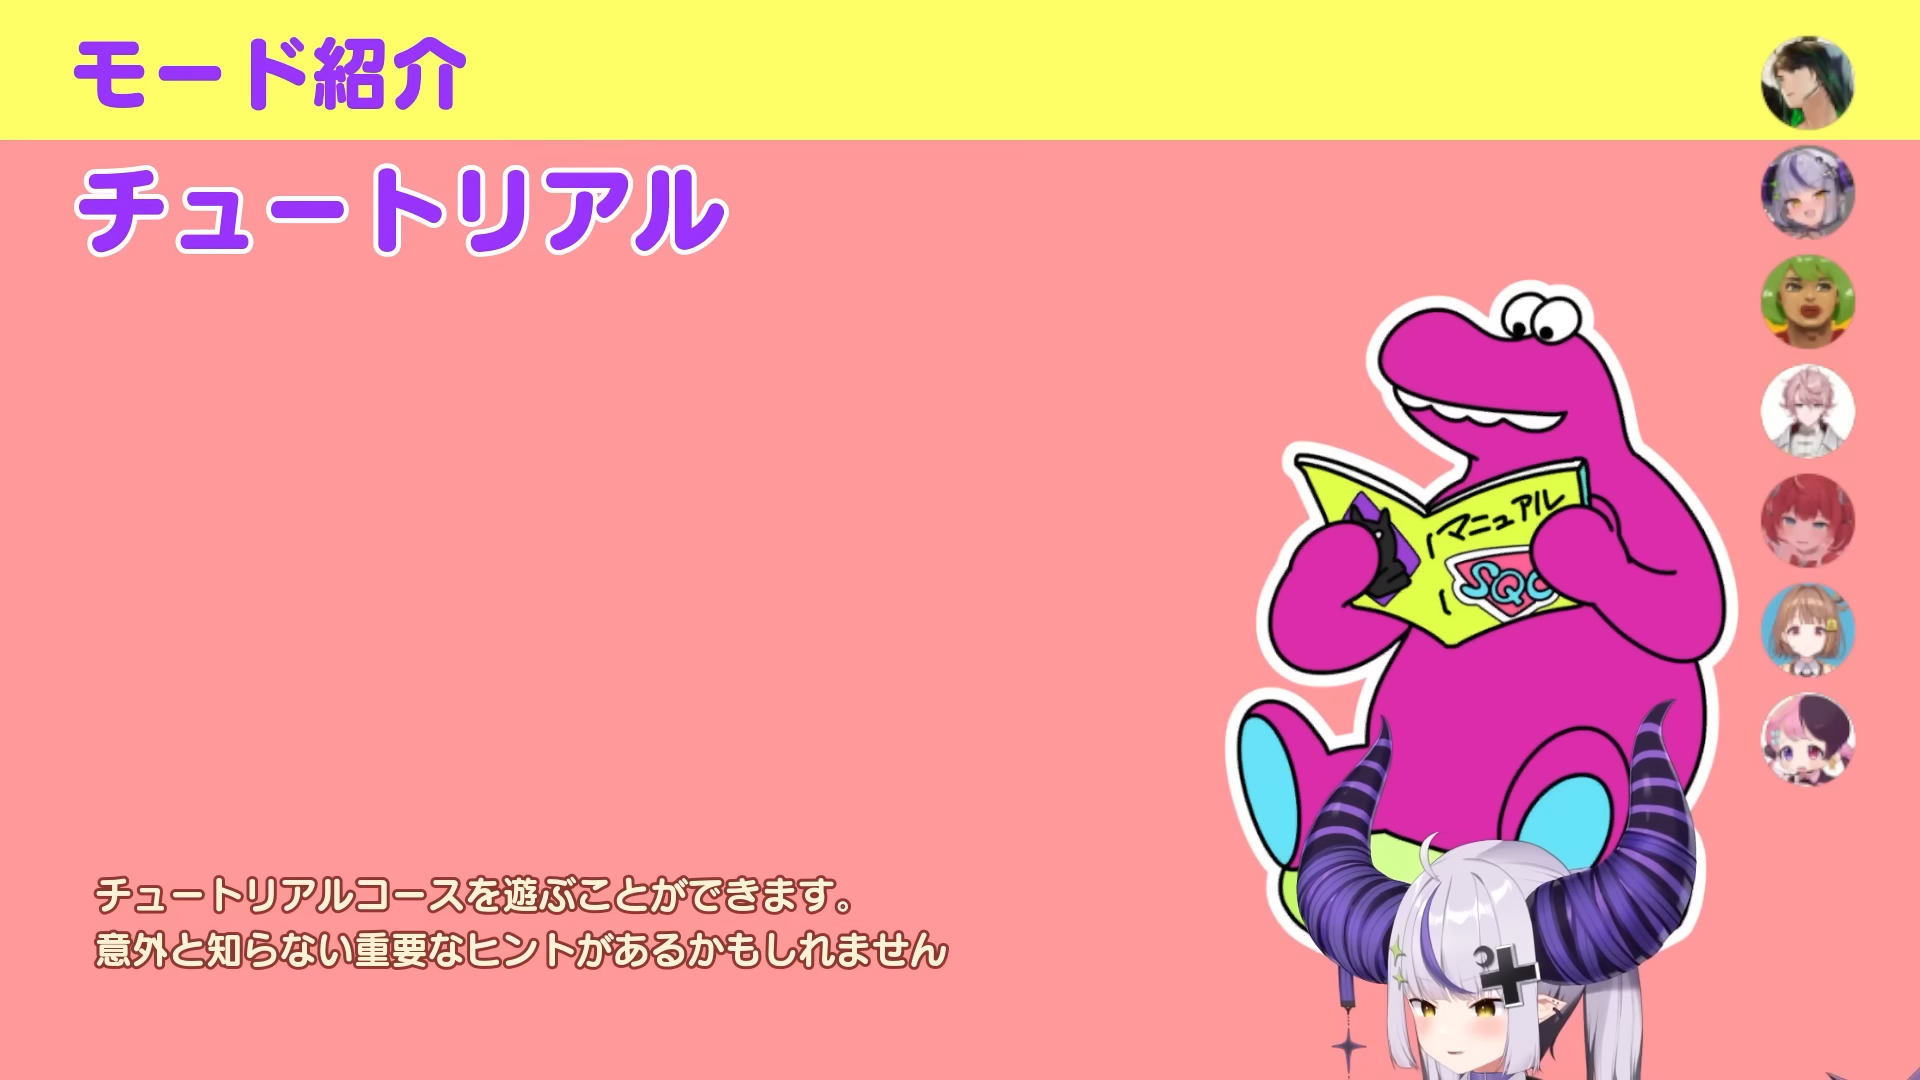 モード紹介
チュートリアル
マニュアル
SQC
チュートリアルコースを遊ぶことができます。
意外と知らない重要なヒントがあるかもしれません